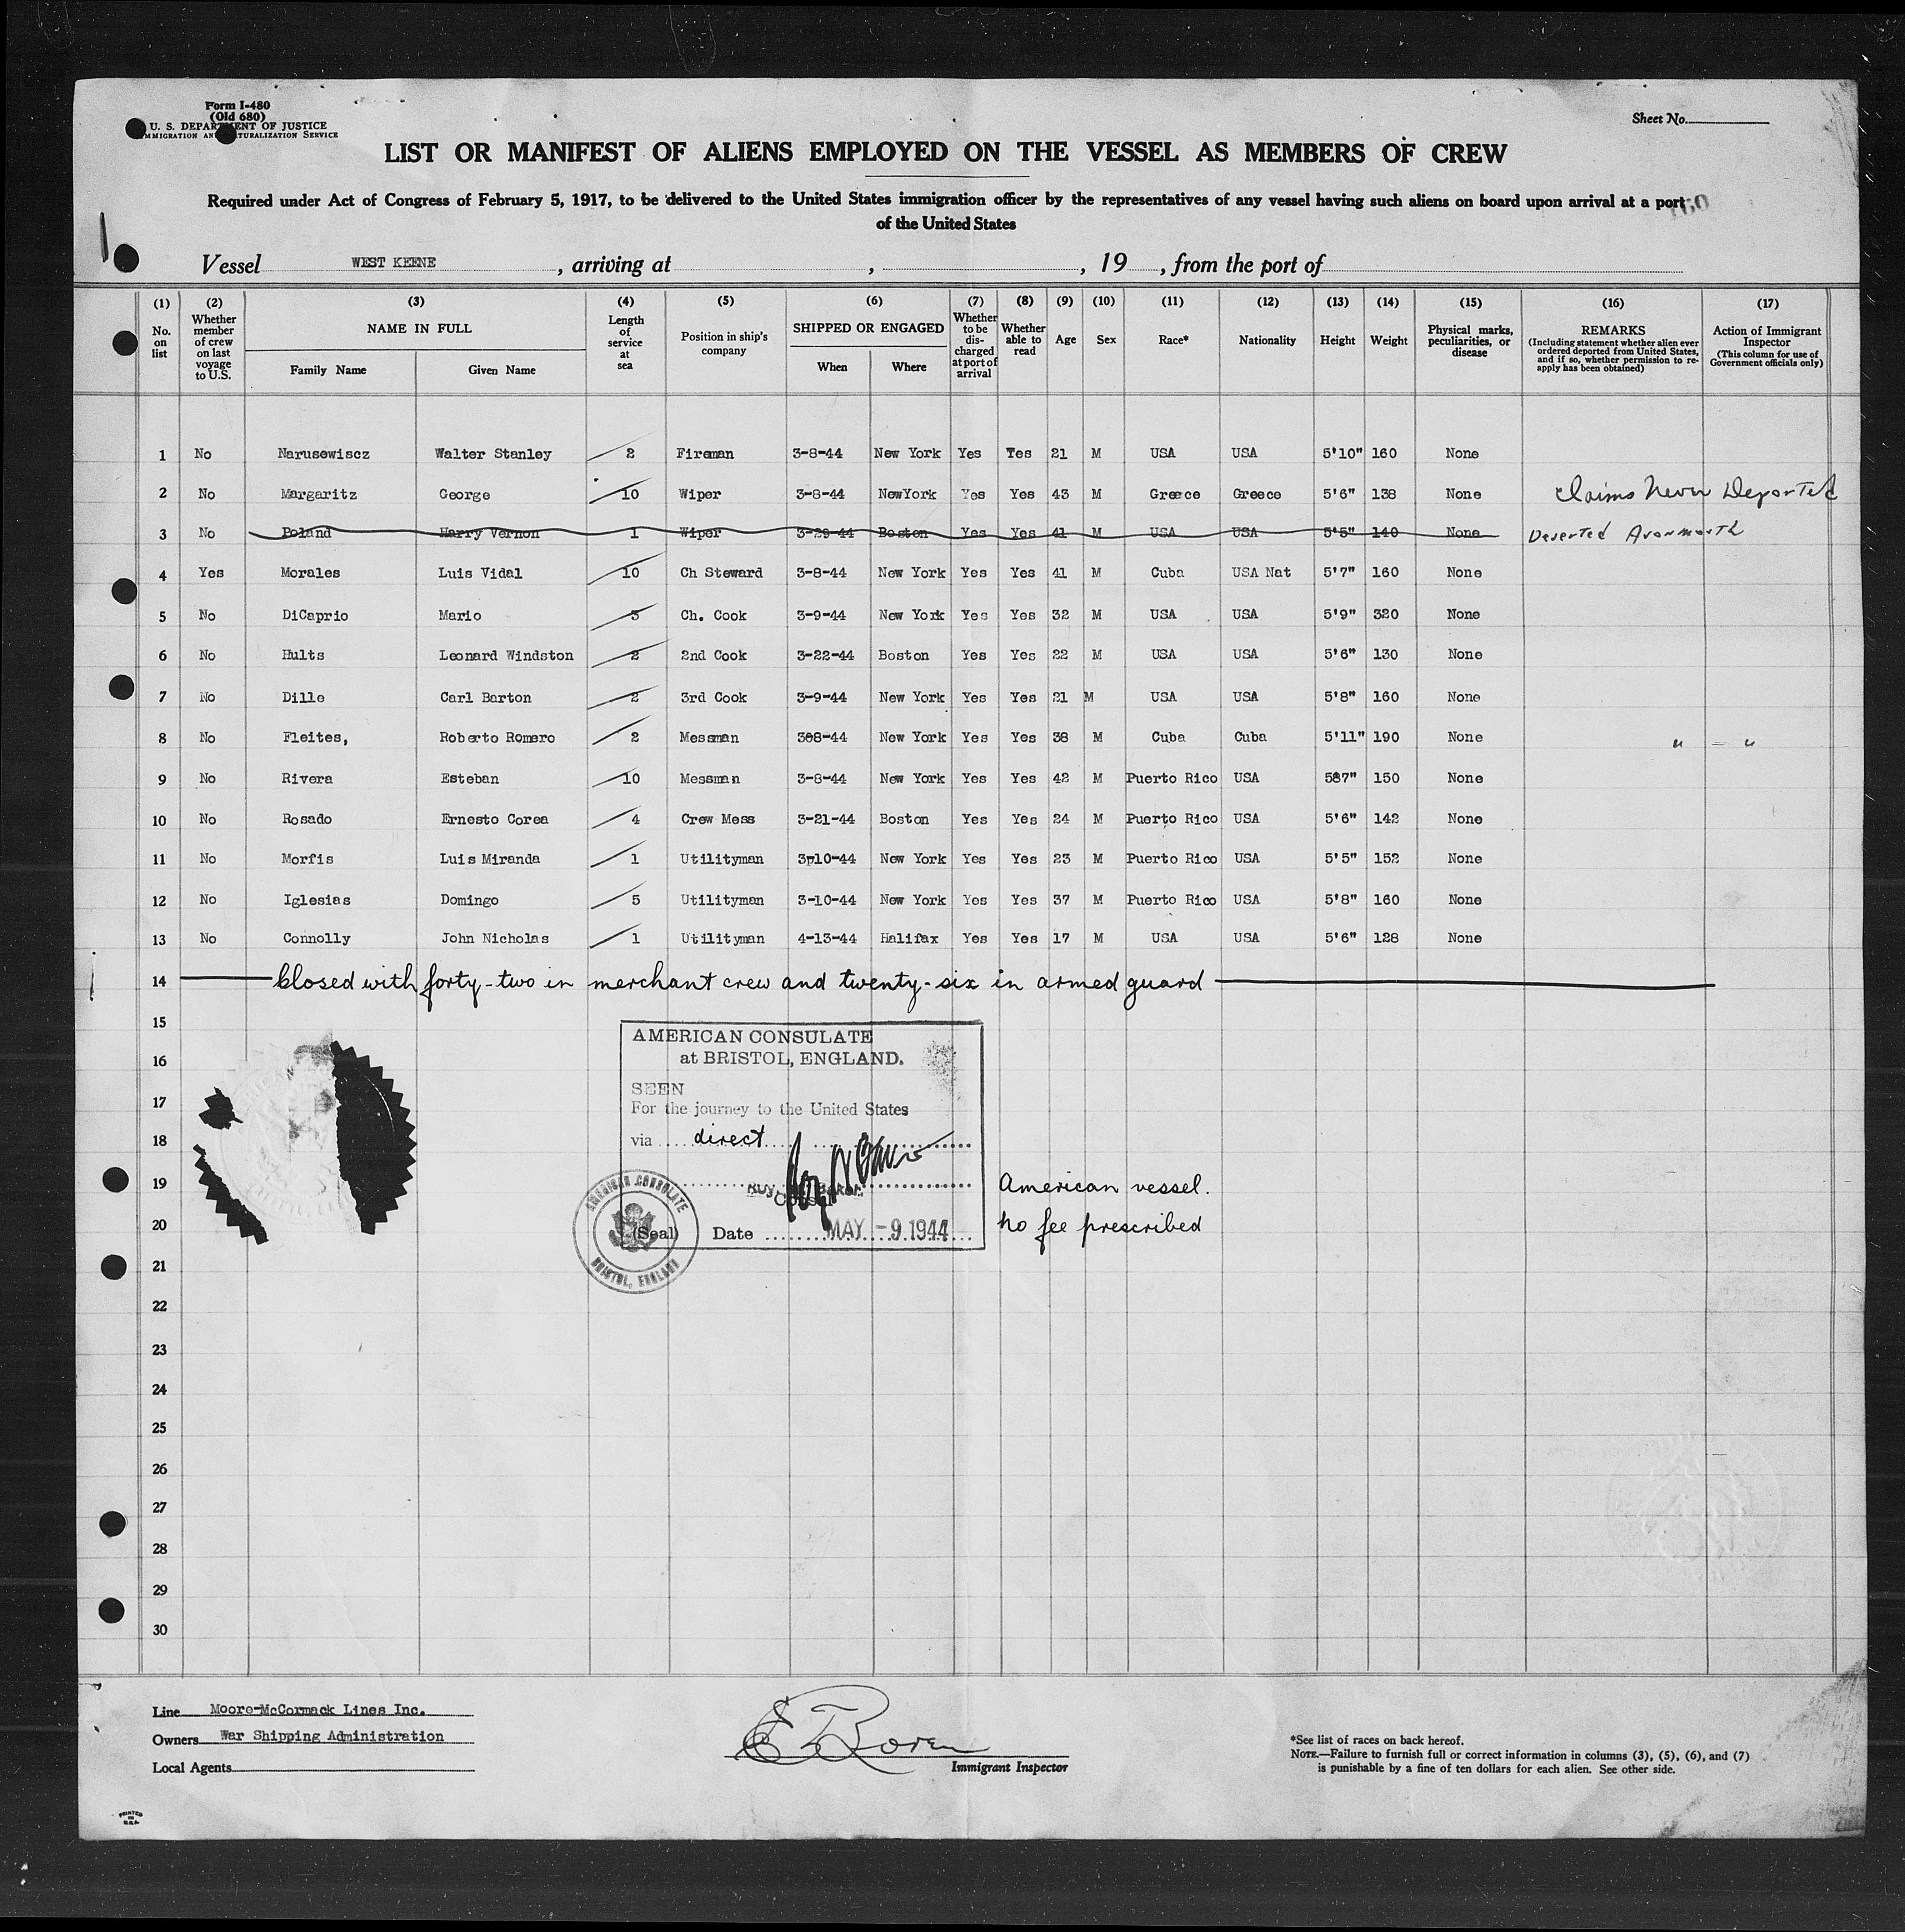 Form I-480
(Old 680)
U. S. DEPARTMENT OF JUSTICE
IMMIGRATION AND NATURALIZATION SERVICE
Sheet No.
LIST OR MANIFEST OF ALIENS EMPLOYED ON THE VESSEL AS MEMBERS OF CREW
Required under Act of Congress of February 5, 1917, to be delivered to the United States immigration officer by the representatives of any vessel having such aliens on board upon arrival at a port
of the United States
160
Vessel WEST KEENE, arriving at , , 19 , from the port of
(1) No. on list
(2) Whether member of crew on last voyage to U.S.
(3) NAME IN FULL
Family Name
Given Name
(4) Length of service at sea
(5) Position in ship's company
(6) SHIPPED OR ENGAGED
When
Where
(7) Whether to be discharged at port of arrival
(8) Whether able to read
(9) Age
(10) Sex
(11) Race*
(12) Nationality
(13) Height
(14) Weight
(15) Physical marks, peculiarities, or disease
(16) REMARKS
(Including statement whether alien ever ordered deported from United States, and if so, whether permission to re-apply has been obtained)
(17) Action of Immigrant Inspector
(This column for use of Government officials only)
1 No Narusewiscz Walter Stanley 2 Fireman 3-8-44 New York Yes Yes 21 M USA USA 5'10" 160 None
2 No Margaritz George 10 Wiper 3-8-44 NewYork Yes Yes 43 M Greece Greece 5'6" 138 None Claims Never Deported
3 No Poland Harry Vernon 1 Wiper 3-29-44 Boston Yes Yes 41 M USA USA 5'5" 140 None Deserted Avonmouth
4 Yes Morales Luis Vidal 10 Ch Steward 3-8-44 New York Yes Yes 41 M Cuba USA Nat 5'7" 160 None
5 No DiCaprio Mario 3 Ch. Cook 3-9-44 New York Yes Yes 32 M USA USA 5'9" 320 None
6 No Hults Leonard Windston 2 2nd Cook 3-22-44 Boston Yes Yes 22 M USA USA 5'6" 130 None
7 No Dille Carl Barton 2 3rd Cook 3-9-44 New York Yes Yes 21 M USA USA 5'8" 160 None
8 No Fleites, Roberto Romero 2 Messman 308-44 New York Yes Yes 38 M Cuba Cuba 5'11" 190 None " - "
9 No Rivera Esteban 10 Messman 3-8-44 New York Yes Yes 42 M Puerto Rico USA 587" 150 None
10 No Rosado Ernesto Corea 4 Crew Mess 3-21-44 Boston Yes Yes 24 M Puerto Rico USA 5'6" 142 None
11 No Morfis Luis Miranda 1 Utilityman 3p10-44 New York Yes Yes 23 M Puerto Rico USA 5'5" 152 None
12 No Iglesias Domingo 5 Utilityman 3-10-44 New York Yes Yes 37 M Puerto Rico USA 5'8" 160 None
13 No Connolly John Nicholas 1 Utilityman 4-13-44 Halifax Yes Yes 17 M USA USA 5'6" 128 None
14 Closed with forty-two in merchant crew and twenty-six in armed guard
15
16
17
18
19
20
21
22
23
24
25
26
27
28
29
30
AMERICAN CONSULATE
at BRISTOL, ENGLAND.
SEEN
For the journey to the United States
via direct
(Seal) Date MAY -9 1944
AMERICAN CONSULATE
BRISTOL, ENGLAND
American vessel.
no fee prescribed
Line Moore-McCormack Lines Inc.
Owners War Shipping Administration
Local Agents
Immigrant Inspector
*See list of races on back hereof.
NOTE.—Failure to furnish full or correct information in columns (3), (5), (6), and (7)
is punishable by a fine of ten dollars for each alien. See other side.
PRINTED
IN
U.S.A.